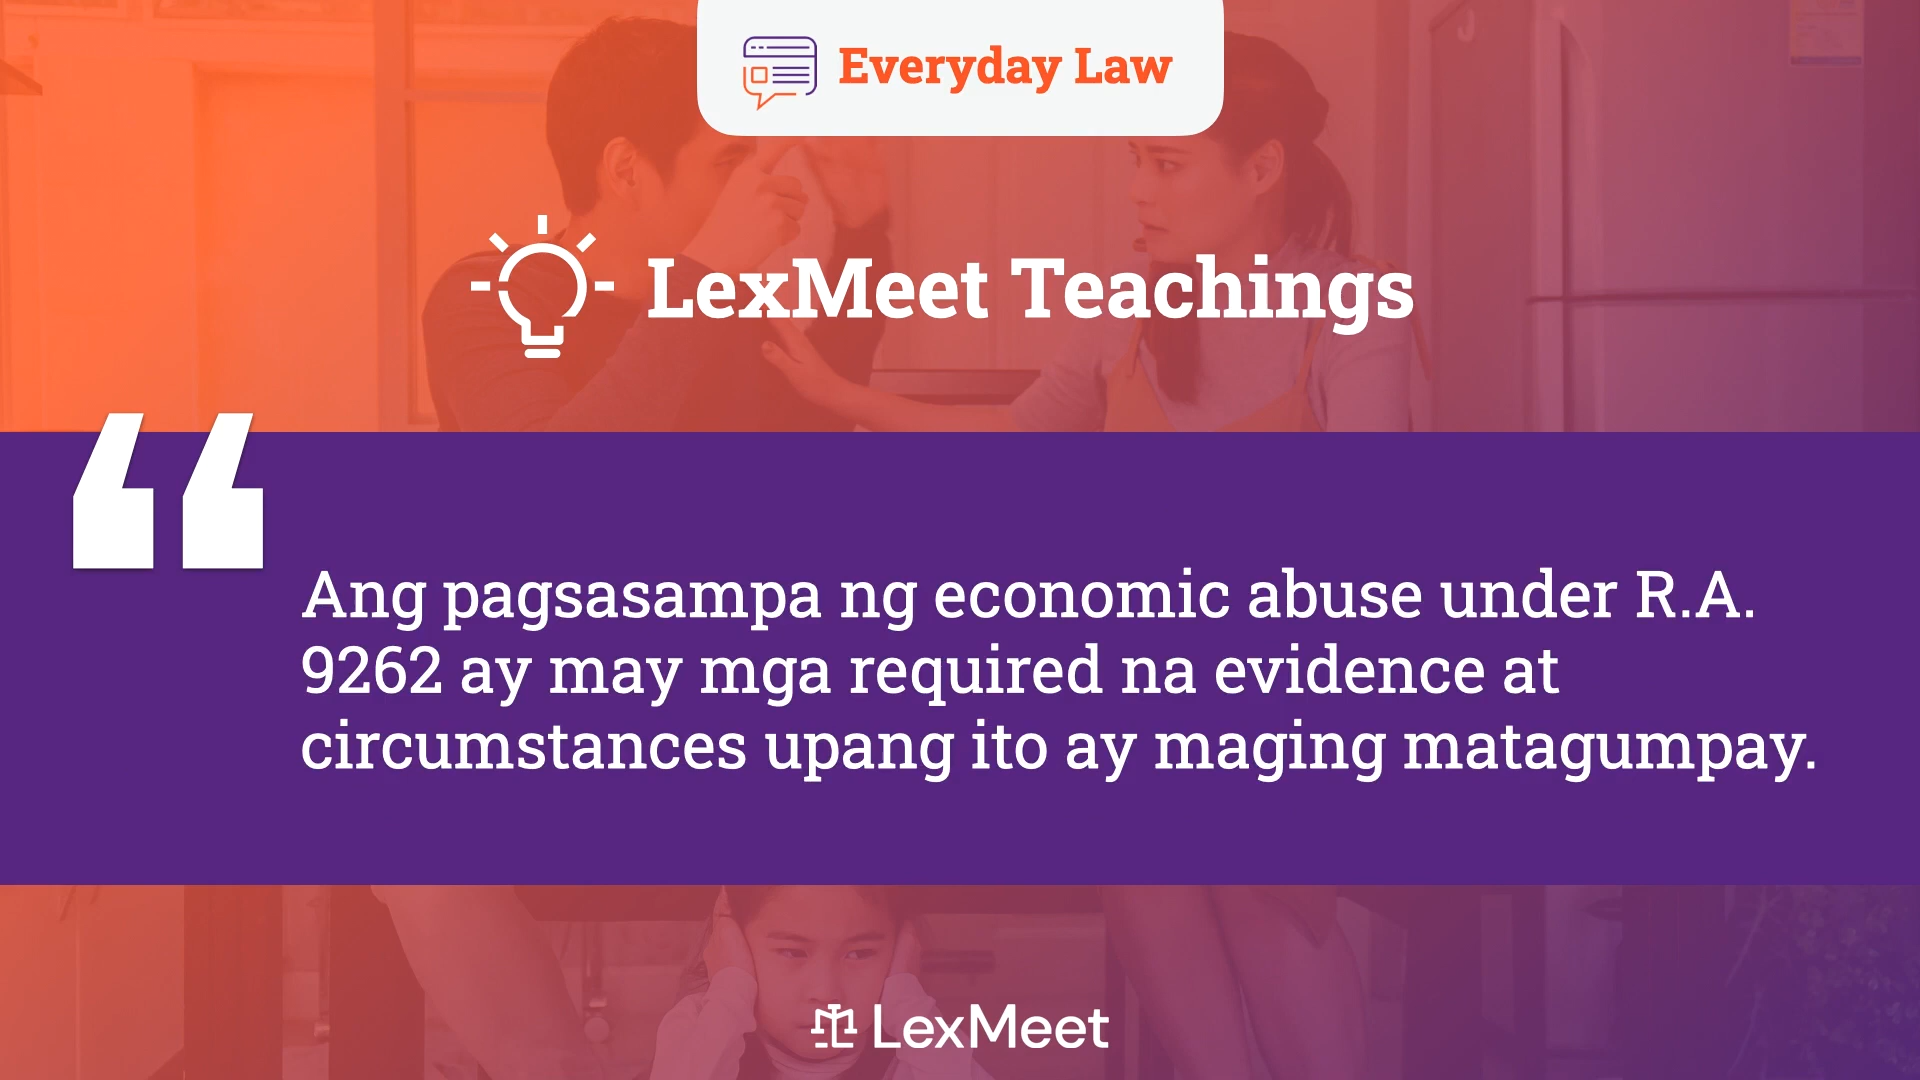 Everyday Law
LexMeet Teachings
“
Ang pagsasampa ng economic abuse under R.A.
9262 ay may mga required na evidence at
circumstances upang ito ay maging matagumpay.
LexMeet